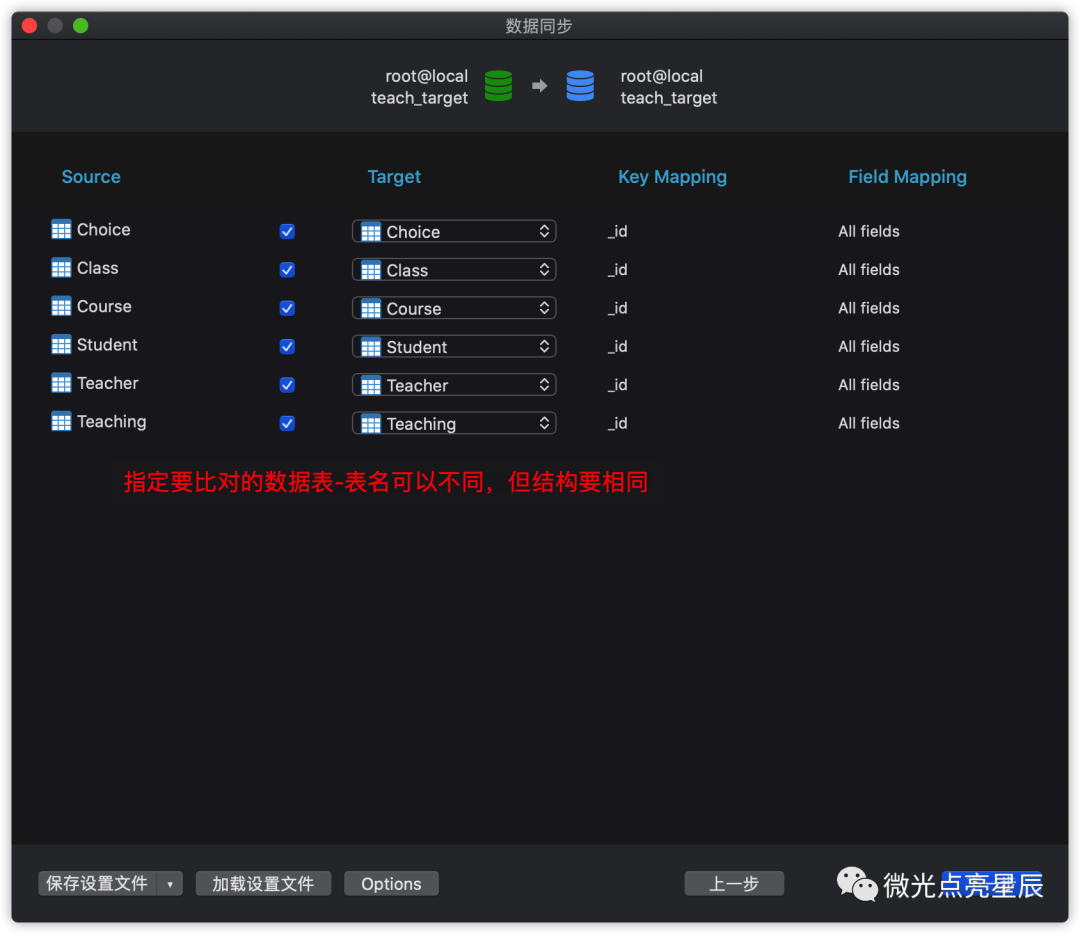 数据同步
root@local
teach_target
root@local
teach_target
Source Target Key Mapping Field Mapping
Choice Choice _id All fields
Class Class _id All fields
Course Course _id All fields
Student Student _id All fields
Teacher Teacher _id All fields
Teaching Teaching _id All fields
指定要比对的数据表-表名可以不同，但结构要相同
保存设置文件 加载设置文件 Options 上一步 微光点亮星辰